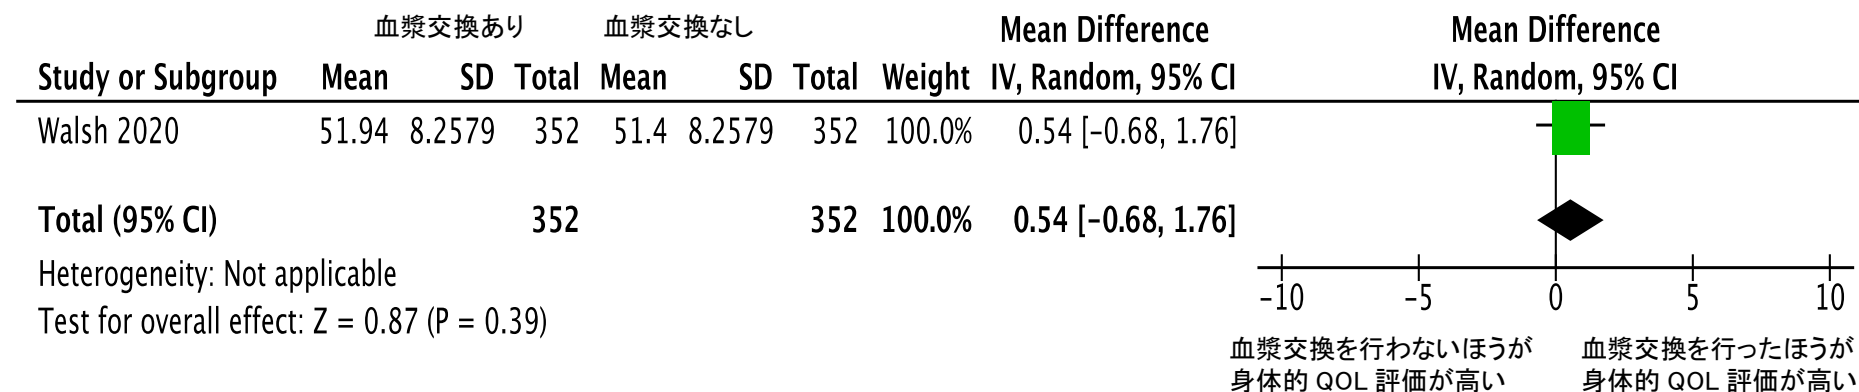 血漿交換あり 血漿交換なし Mean Difference Mean Difference
Study or Subgroup Mean SD Total Mean SD Total Weight IV, Random, 95% CI IV, Random, 95% CI
Walsh 2020 51.94 8.2579 352 51.4 8.2579 352 100.0% 0.54 [−0.68, 1.76]
Total (95% CI) 352 352 100.0% 0.54 [−0.68, 1.76]
Heterogeneity: Not applicable
Test for overall effect: Z = 0.87 (P = 0.39)
−10 −5 0 5 10
血漿交換を行わないほうが 血漿交換を行ったほうが
身体的 QOL 評価が高い 身体的 QOL 評価が高い